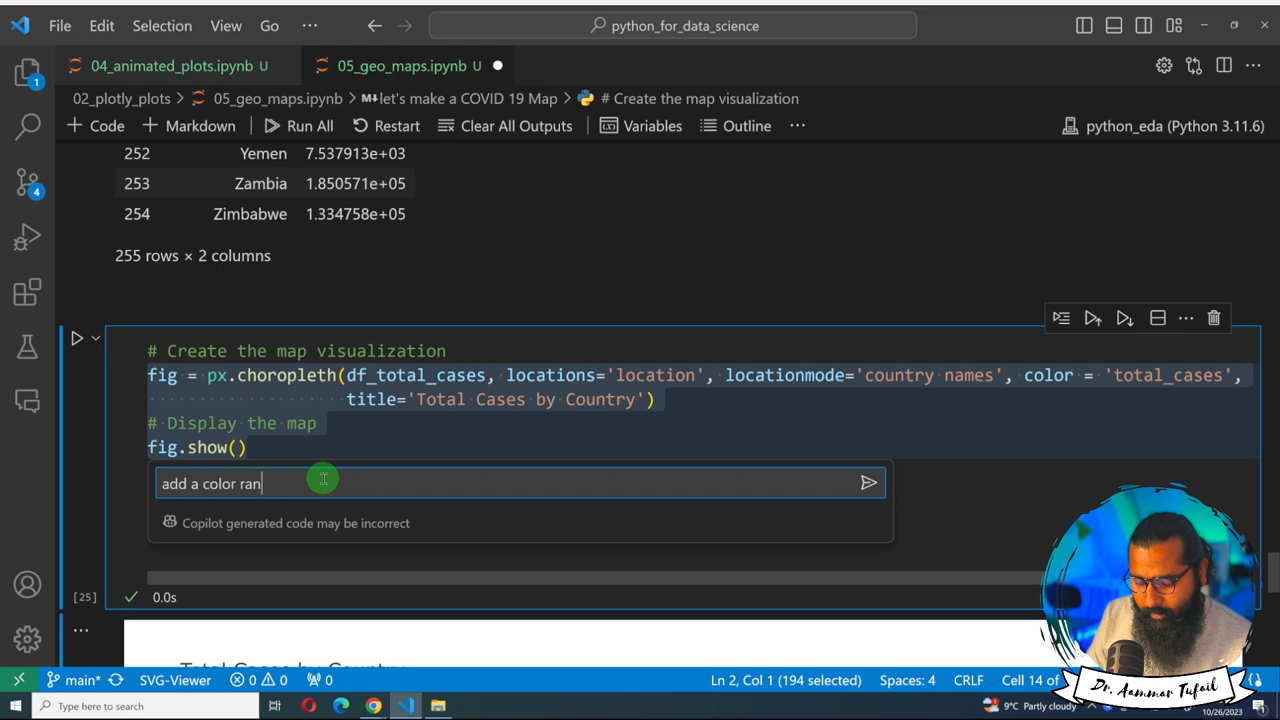 File Edit Selection View Go ··· python_for_data_science
04_animated_plots.ipynb U 05_geo_maps.ipynb U
02_plotly_plots > 05_geo_maps.ipynb > M↓let's make a COVID 19 Map > # Create the map visualization
+ Code + Markdown Run All Restart Clear All Outputs Variables Outline ··· python_eda (Python 3.11.6)
1
4
252 Yemen 7.537913e+03
253 Zambia 1.850571e+05
254 Zimbabwe 1.334758e+05
255 rows × 2 columns
# Create the map visualization
fig = px.choropleth(df_total_cases, locations='location', locationmode='country names', color = 'total_cases',
title='Total Cases by Country')
# Display the map
fig.show()
add a color ran
Copilot generated code may be incorrect
[25] 0.0s
Total Cases by Country
main* 0 0 0 SVG-Viewer Ln 2, Col 1 (194 selected) Spaces: 4 CRLF Cell 14 of
Dr. Aammar Tufail
Type here to search 9°C Partly cloudy 10/26/2023